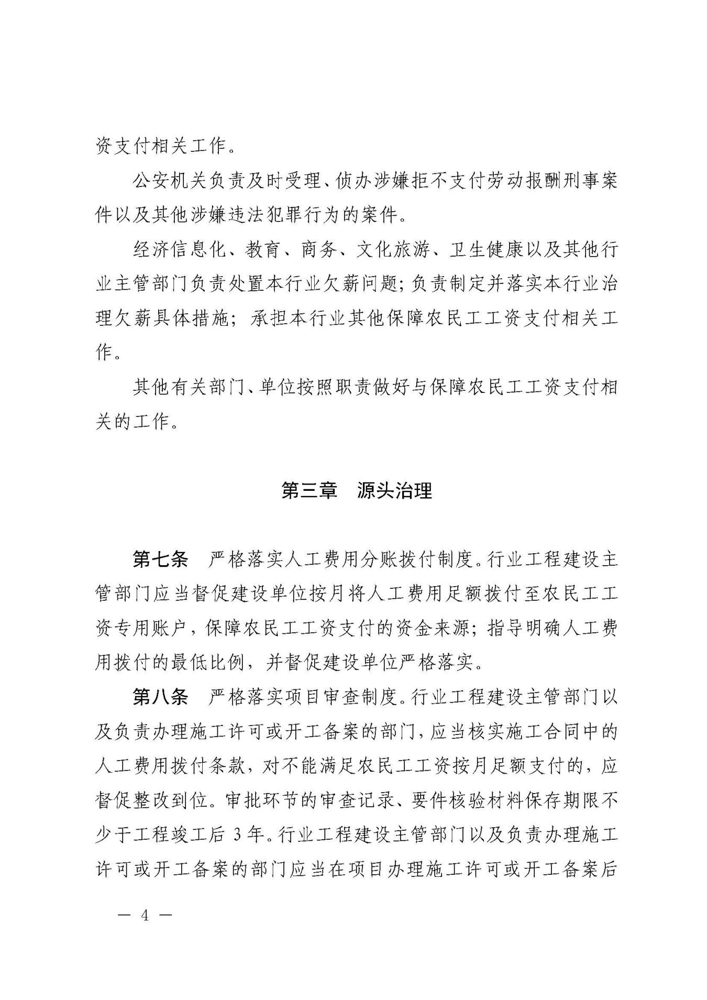 资支付相关工作。
公安机关负责及时受理、侦办涉嫌拒不支付劳动报酬刑事案
件以及其他涉嫌违法犯罪行为的案件。
经济信息化、教育、商务、文化旅游、卫生健康以及其他行
业主管部门负责处置本行业欠薪问题；负责制定并落实本行业治
理欠薪具体措施；承担本行业其他保障农民工工资支付相关工
作。
其他有关部门、单位按照职责做好与保障农民工工资支付相
关的工作。
第三章　源头治理
第七条　严格落实人工费用分账拨付制度。行业工程建设主
管部门应当督促建设单位按月将人工费用足额拨付至农民工工
资专用账户，保障农民工工资支付的资金来源；指导明确人工费
用拨付的最低比例，并督促建设单位严格落实。
第八条　严格落实项目审查制度。行业工程建设主管部门以
及负责办理施工许可或开工备案的部门，应当核实施工合同中的
人工费用拨付条款，对不能满足农民工工资按月足额支付的，应
督促整改到位。审批环节的审查记录、要件核验材料保存期限不
少于工程竣工后 3 年。行业工程建设主管部门以及负责办理施工
许可或开工备案的部门应当在项目办理施工许可或开工备案后
— 4 —